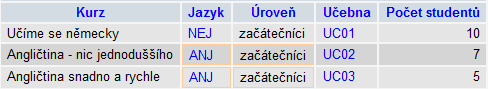 Kurz Jazyk Úroveň Učebna Počet studentů
Učíme se německy NEJ začátečníci UC01 10
Angličtina - nic jednoduššího ANJ začátečníci UC02 7
Angličtina snadno a rychle ANJ začátečníci UC03 5